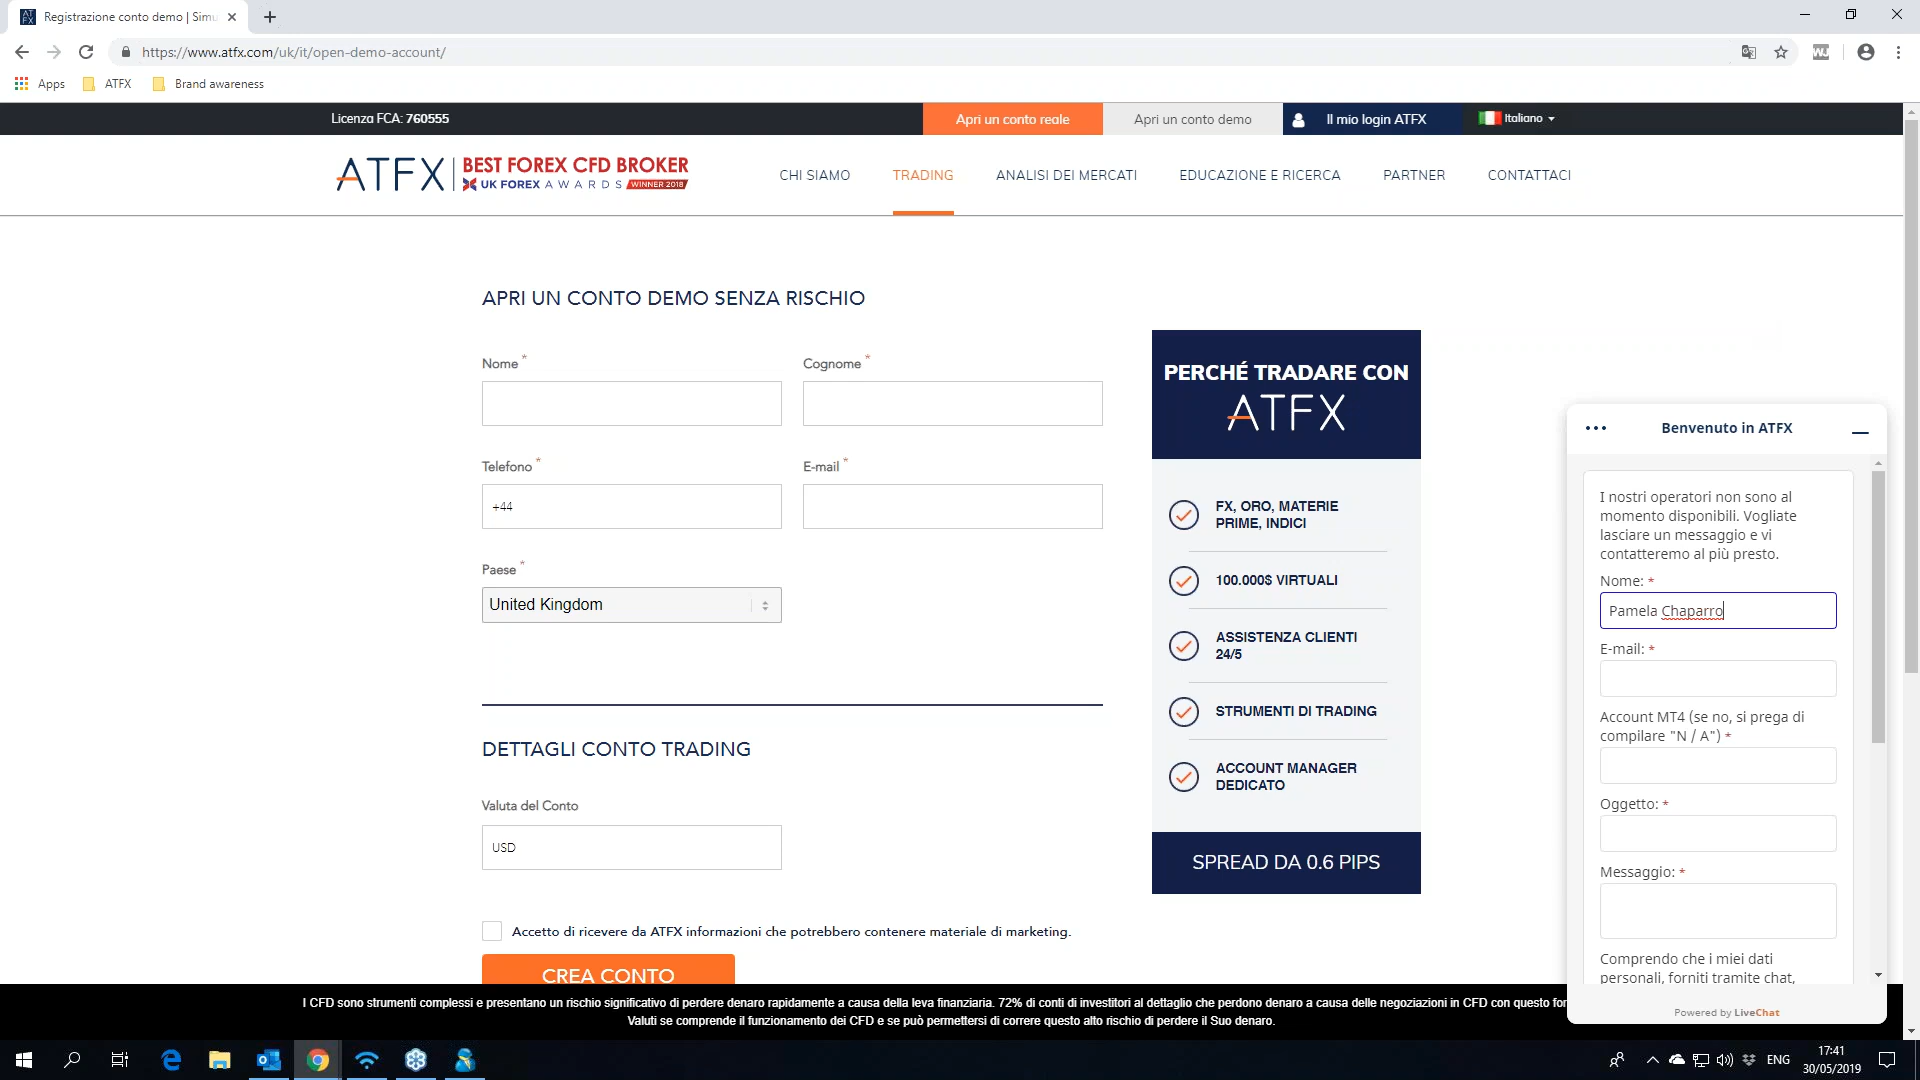 Registrazione conto demo | Simu
https://www.atfx.com/uk/it/open-demo-account/
Apps ATFX Brand awareness
Licenza FCA: 760555
Apri un conto reale
Apri un conto demo
Il mio login ATFX
Italiano
ATFX BEST FOREX CFD BROKER
UK FOREX AWARDS WINNER 2018
CHI SIAMO TRADING ANALISI DEI MERCATI EDUCAZIONE E RICERCA PARTNER CONTATTACI
APRI UN CONTO DEMO SENZA RISCHIO
Nome * Cognome *
Telefono * E-mail *
+44
Paese *
United Kingdom
DETTAGLI CONTO TRADING
Valuta del Conto
USD
Accetto di ricevere da ATFX informazioni che potrebbero contenere materiale di marketing.
CREA CONTO
PERCHÉ TRADARE CON
ATFX
FX, ORO, MATERIE
PRIME, INDICI
100.000$ VIRTUALI
ASSISTENZA CLIENTI
24/5
STRUMENTI DI TRADING
ACCOUNT MANAGER
DEDICATO
SPREAD DA 0.6 PIPS
Benvenuto in ATFX
I nostri operatori non sono al
momento disponibili. Vogliate
lasciare un messaggio e vi
contatteremo al più presto.
Nome: *
Pamela Chaparro
E-mail: *
Account MT4 (se no, si prega di
compilare "N / A") *
Oggetto: *
Messaggio: *
Comprendo che i miei dati
personali, forniti tramite chat,
Powered by LiveChat
I CFD sono strumenti complessi e presentano un rischio significativo di perdere denaro rapidamente a causa della leva finanziaria. 72% di conti di investitori al dettaglio che perdono denaro a causa delle negoziazioni in CFD con questo for
Valuti se comprende il funzionamento dei CFD e se può permettersi di correre questo alto rischio di perdere il Suo denaro.
ENG
17:41
30/05/2019